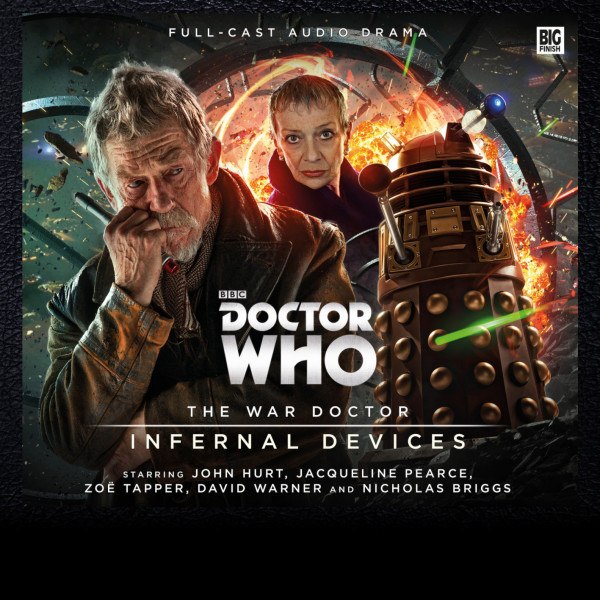 FULL-CAST AUDIO DRAMA
BIG
FINISH
BBC
DOCTOR
WHO
THE WAR DOCTOR
INFERNAL DEVICES
STARRING JOHN HURT, JACQUELINE PEARCE,
ZOË TAPPER, DAVID WARNER AND NICHOLAS BRIGGS